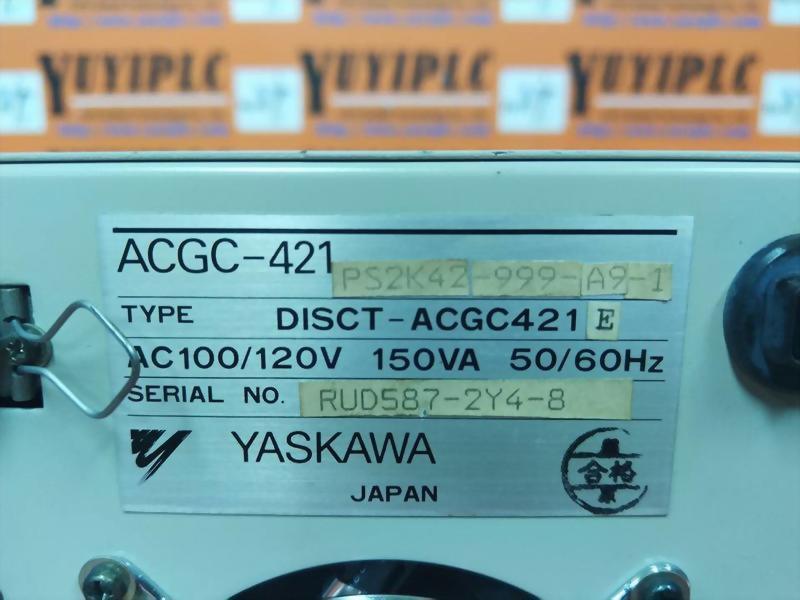 YUYIPLC YUYIPLC YUYIPLC
ACGC-421 PS2K42-999-A9-1
TYPE DISCT-ACGC421 E
AC100/120V 150VA 50/60Hz
SERIAL NO. RUD587-2Y4-8
YASKAWA
JAPAN
合格